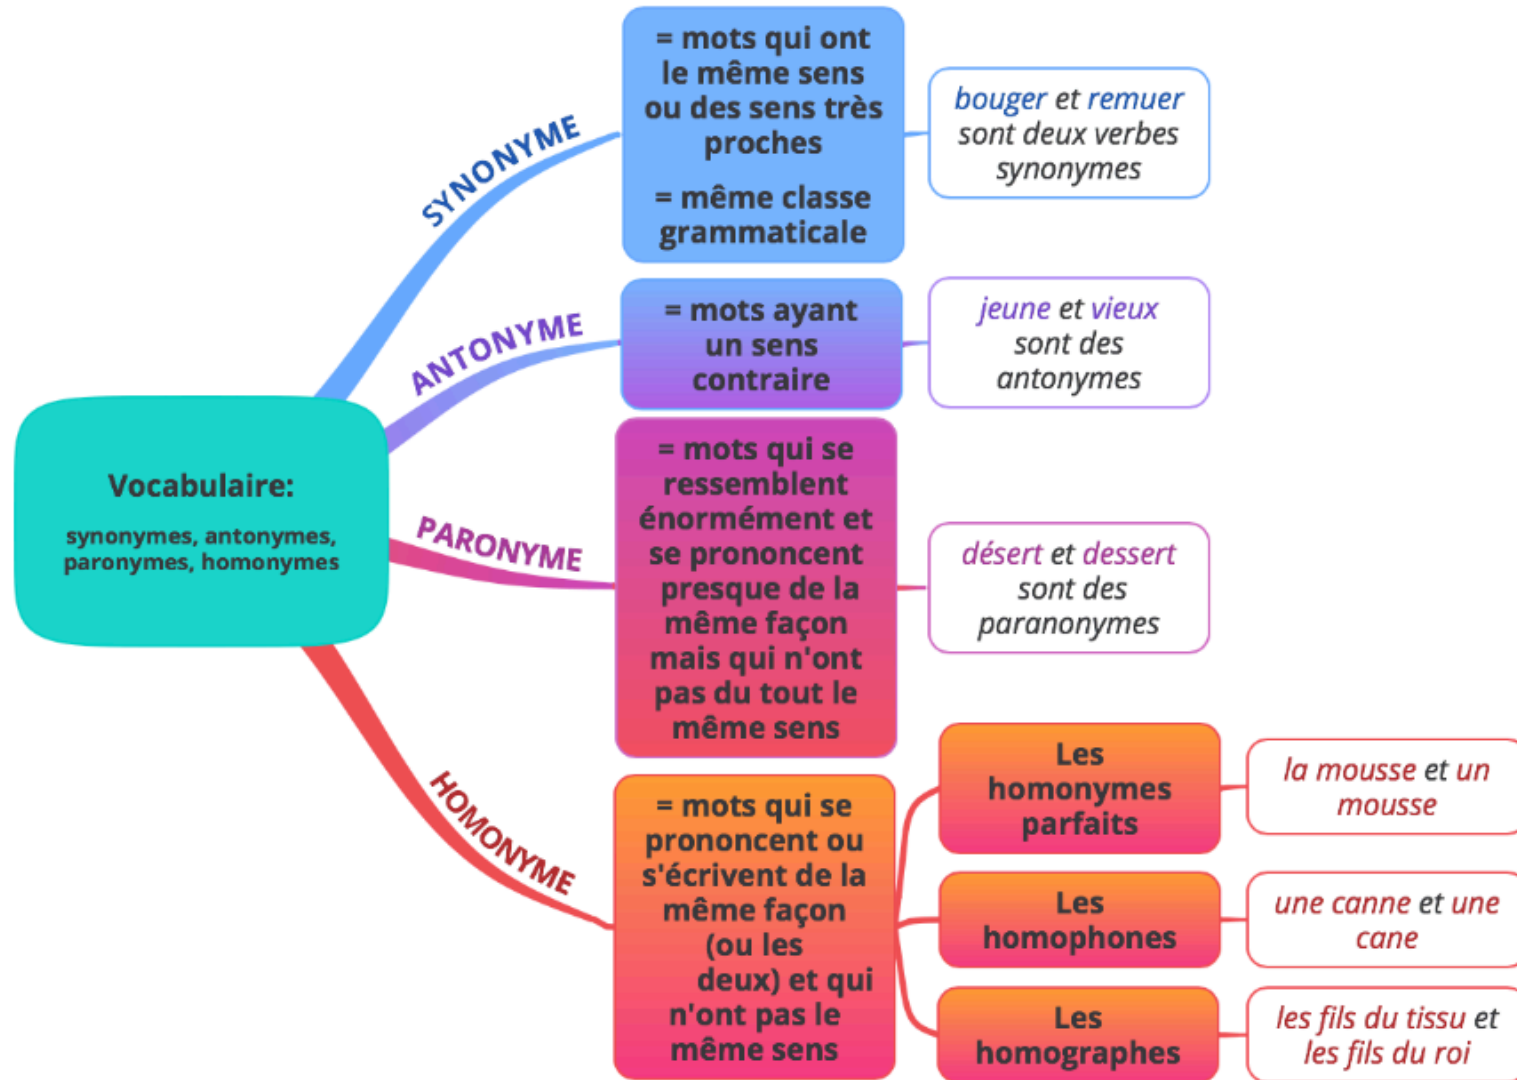 Vocabulaire:
synonymes, antonymes,
paronymes, homonymes
SYNONYME
= mots qui ont
le même sens
ou des sens très
proches
= même classe
grammaticale
bouger et remuer
sont deux verbes
synonymes
ANTONYME
= mots ayant
un sens
contraire
jeune et vieux
sont des
antonymes
PARONYME
= mots qui se
ressemblent
énormément et
se prononcent
presque de la
même façon
mais qui n'ont
pas du tout le
même sens
désert et dessert
sont des
paranonymes
HOMONYME
= mots qui se
prononcent ou
s'écrivent de la
même façon
(ou les
deux) et qui
n'ont pas le
même sens
Les
homonymes
parfaits
la mousse et un
mousse
Les
homophones
une canne et une
cane
Les
homographes
les fils du tissu et
les fils du roi